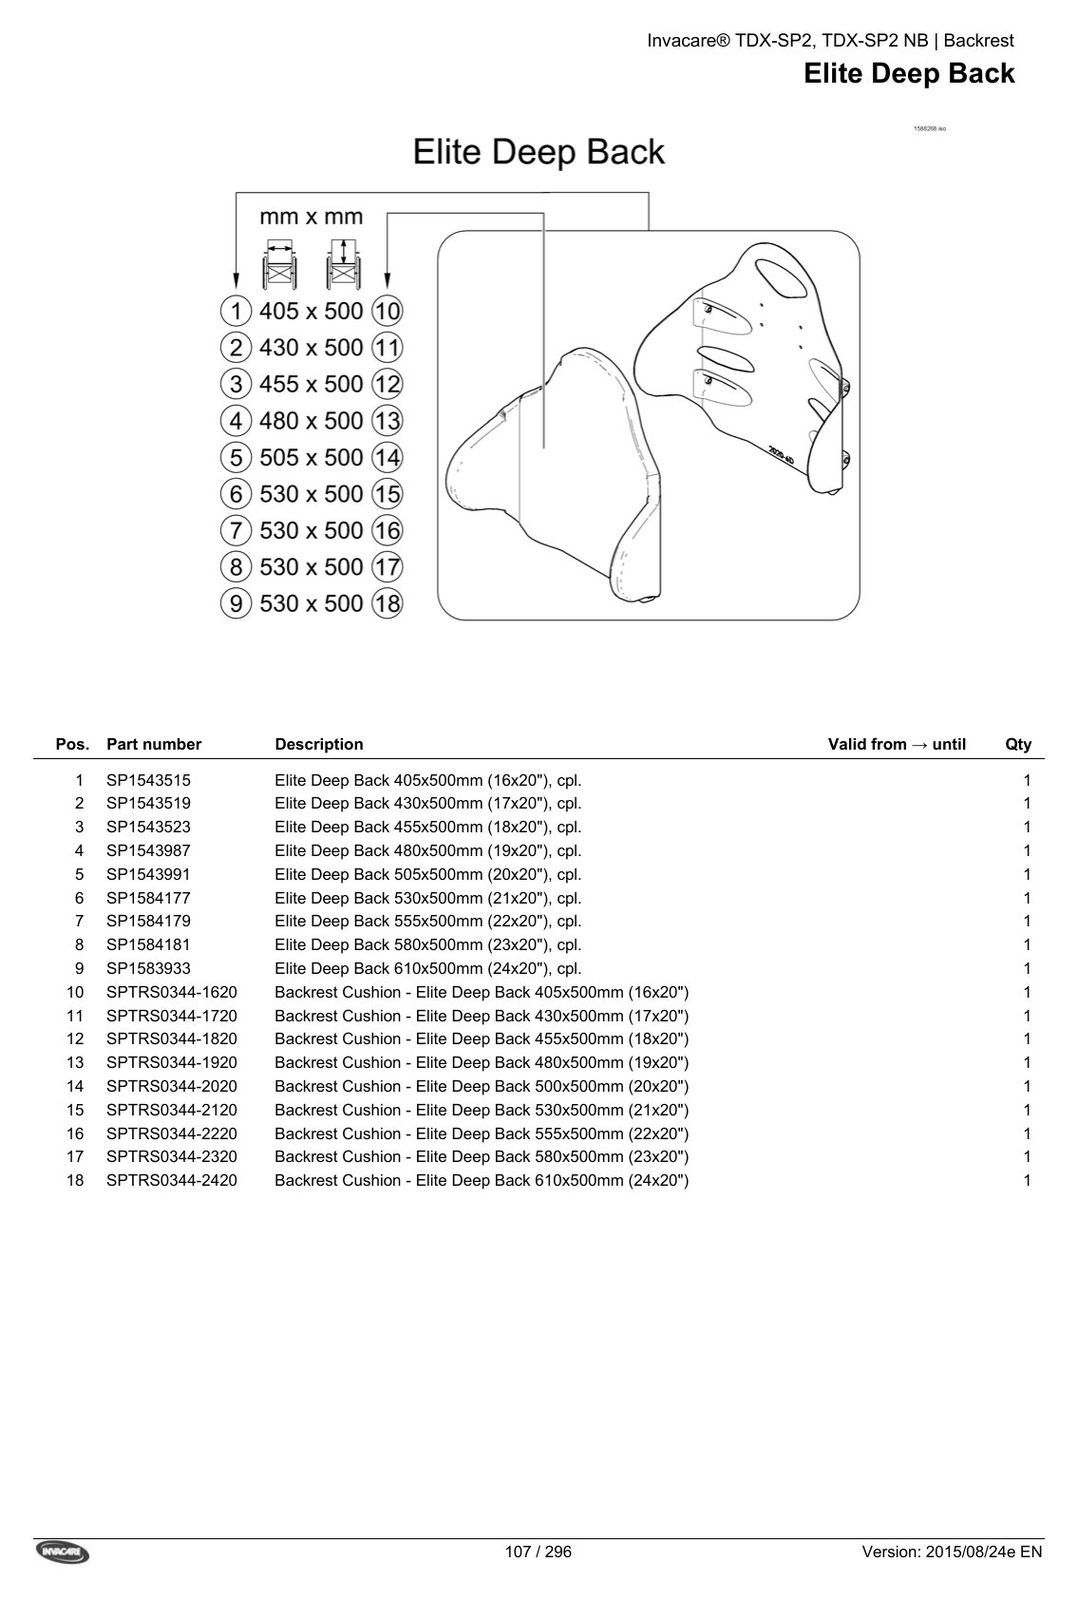 Invacare® TDX-SP2, TDX-SP2 NB | Backrest
Elite Deep Back
1588268 iso
Elite Deep Back
mm x mm
1 405 x 500 10
2 430 x 500 11
3 455 x 500 12
4 480 x 500 13
5 505 x 500 14
6 530 x 500 15
7 530 x 500 16
8 530 x 500 17
9 530 x 500 18
Pos. Part number Description Valid from → until Qty
1 SP1543515 Elite Deep Back 405x500mm (16x20"), cpl. 1
2 SP1543519 Elite Deep Back 430x500mm (17x20"), cpl. 1
3 SP1543523 Elite Deep Back 455x500mm (18x20"), cpl. 1
4 SP1543987 Elite Deep Back 480x500mm (19x20"), cpl. 1
5 SP1543991 Elite Deep Back 505x500mm (20x20"), cpl. 1
6 SP1584177 Elite Deep Back 530x500mm (21x20"), cpl. 1
7 SP1584179 Elite Deep Back 555x500mm (22x20"), cpl. 1
8 SP1584181 Elite Deep Back 580x500mm (23x20"), cpl. 1
9 SP1583933 Elite Deep Back 610x500mm (24x20"), cpl. 1
10 SPTRS0344-1620 Backrest Cushion - Elite Deep Back 405x500mm (16x20") 1
11 SPTRS0344-1720 Backrest Cushion - Elite Deep Back 430x500mm (17x20") 1
12 SPTRS0344-1820 Backrest Cushion - Elite Deep Back 455x500mm (18x20") 1
13 SPTRS0344-1920 Backrest Cushion - Elite Deep Back 480x500mm (19x20") 1
14 SPTRS0344-2020 Backrest Cushion - Elite Deep Back 500x500mm (20x20") 1
15 SPTRS0344-2120 Backrest Cushion - Elite Deep Back 530x500mm (21x20") 1
16 SPTRS0344-2220 Backrest Cushion - Elite Deep Back 555x500mm (22x20") 1
17 SPTRS0344-2320 Backrest Cushion - Elite Deep Back 580x500mm (23x20") 1
18 SPTRS0344-2420 Backrest Cushion - Elite Deep Back 610x500mm (24x20") 1
INVACARE 107 / 296 Version: 2015/08/24e EN